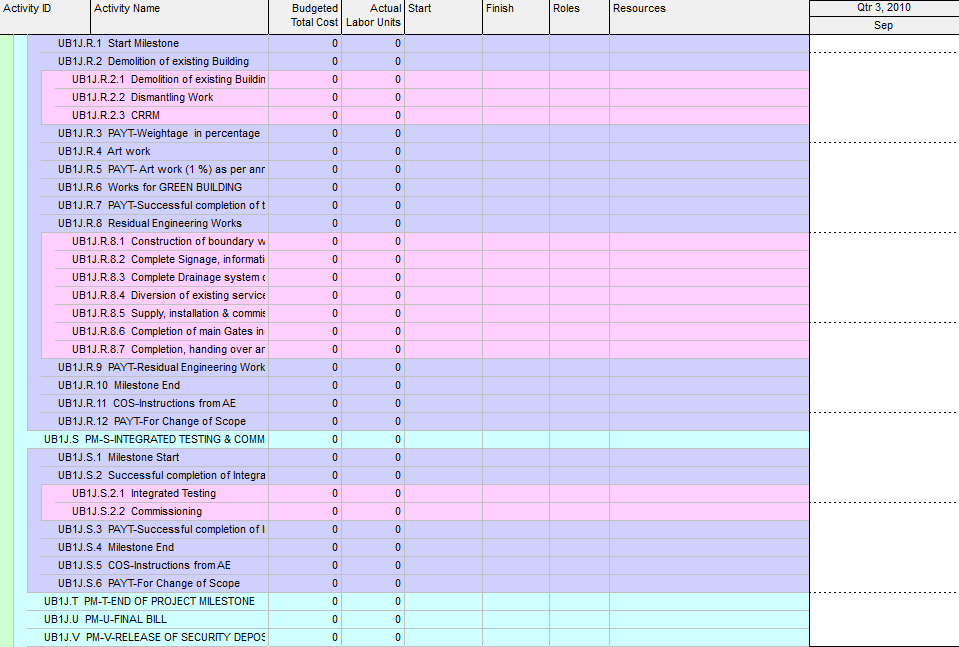 Activity ID Activity Name Budgeted Total Cost Actual Labor Units Start Finish Roles Resources Qtr 3, 2010
Sep
UB1J.R.1 Start Milestone 0 0
UB1J.R.2 Demolition of existing Building 0 0
UB1J.R.2.1 Demolition of existing Buildin 0 0
UB1J.R.2.2 Dismantling Work 0 0
UB1J.R.2.3 CRRM 0 0
UB1J.R.3 PAYT-Weightage in percentage 0 0
UB1J.R.4 Art work 0 0
UB1J.R.5 PAYT- Art work (1 %) as per anr 0 0
UB1J.R.6 Works for GREEN BUILDING 0 0
UB1J.R.7 PAYT-Successful completion of t 0 0
UB1J.R.8 Residual Engineering Works 0 0
UB1J.R.8.1 Construction of boundary w 0 0
UB1J.R.8.2 Complete Signage, informati 0 0
UB1J.R.8.3 Complete Drainage system o 0 0
UB1J.R.8.4 Diversion of existing service 0 0
UB1J.R.8.5 Supply, installation & commis 0 0
UB1J.R.8.6 Completion of main Gates in 0 0
UB1J.R.8.7 Completion, handing over ar 0 0
UB1J.R.9 PAYT-Residual Engineering Work 0 0
UB1J.R.10 Milestone End 0 0
UB1J.R.11 COS-Instructions from AE 0 0
UB1J.R.12 PAYT-For Change of Scope 0 0
UB1J.S PM-S-INTEGRATED TESTING & COMM 0 0
UB1J.S.1 Milestone Start 0 0
UB1J.S.2 Successful completion of Integra 0 0
UB1J.S.2.1 Integrated Testing 0 0
UB1J.S.2.2 Commissioning 0 0
UB1J.S.3 PAYT-Successful completion of I 0 0
UB1J.S.4 Milestone End 0 0
UB1J.S.5 COS-Instructions from AE 0 0
UB1J.S.6 PAYT-For Change of Scope 0 0
UB1J.T PM-T-END OF PROJECT MILESTONE 0 0
UB1J.U PM-U-FINAL BILL 0 0
UB1J.V PM-V-RELEASE OF SECURITY DEPOS 0 0